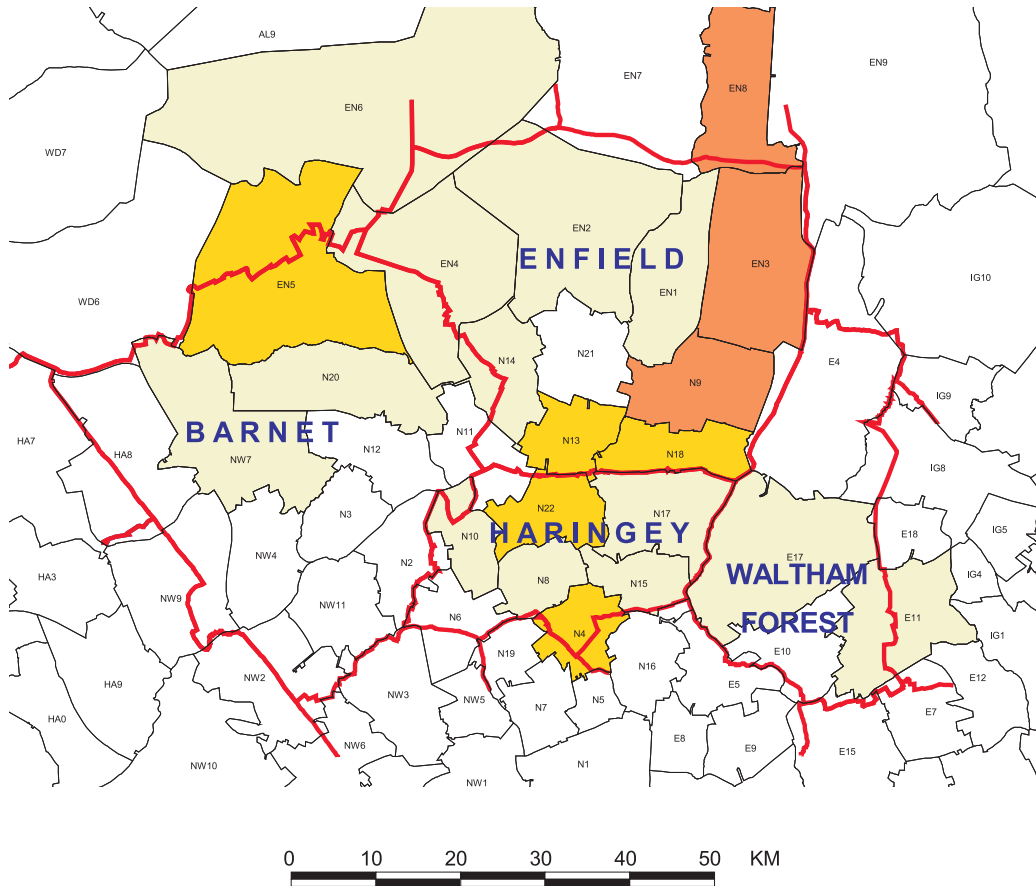 AL9
EN7
EN9
EN8
EN6
WD7
EN2
ENFIELD
EN4
EN3
IG10
EN5
EN1
WD6
N21
N14
E4
N20
N9
IG9
BARNET
N11
HA7
HA8
N12
N13
N18
NW7
IG8
N22
N3
N17
HARINGEY
N10
E18
IG5
NW4
E17
N2
HA3
WALTHAM
NW11
N8
N15
IG4
NW9
FOREST
N6
N4
E11
IG1
N19
E10
N16
NW2
E12
HA9
NW3
E5
NW5
N5
N7
E7
HA0
E8
NW6
E9
E15
NW10
N1
NW1
0 10 20 30 40 50 KM